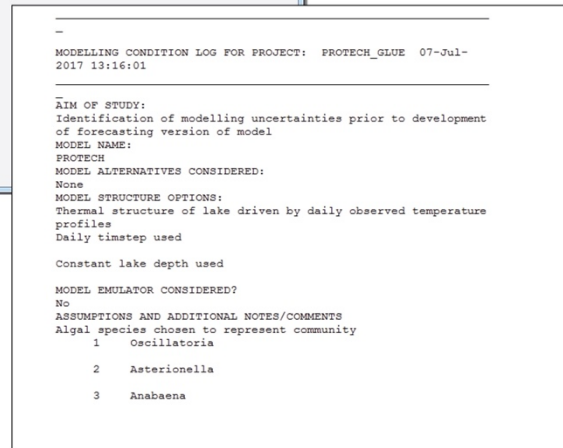 MODELLING CONDITION LOG FOR PROJECT: PROTECH_GLUE 07-Jul-
2017 13:16:01
AIM OF STUDY:
Identification of modelling uncertainties prior to development
of forecasting version of model
MODEL NAME:
PROTECH
MODEL ALTERNATIVES CONSIDERED:
None
MODEL STRUCTURE OPTIONS:
Thermal structure of lake driven by daily observed temperature
profiles
Daily timstep used
Constant lake depth used
MODEL EMULATOR CONSIDERED?
No
ASSUMPTIONS AND ADDITIONAL NOTES/COMMENTS
Algal species chosen to represent community
1 Oscillatoria
2 Asterionella
3 Anabaena